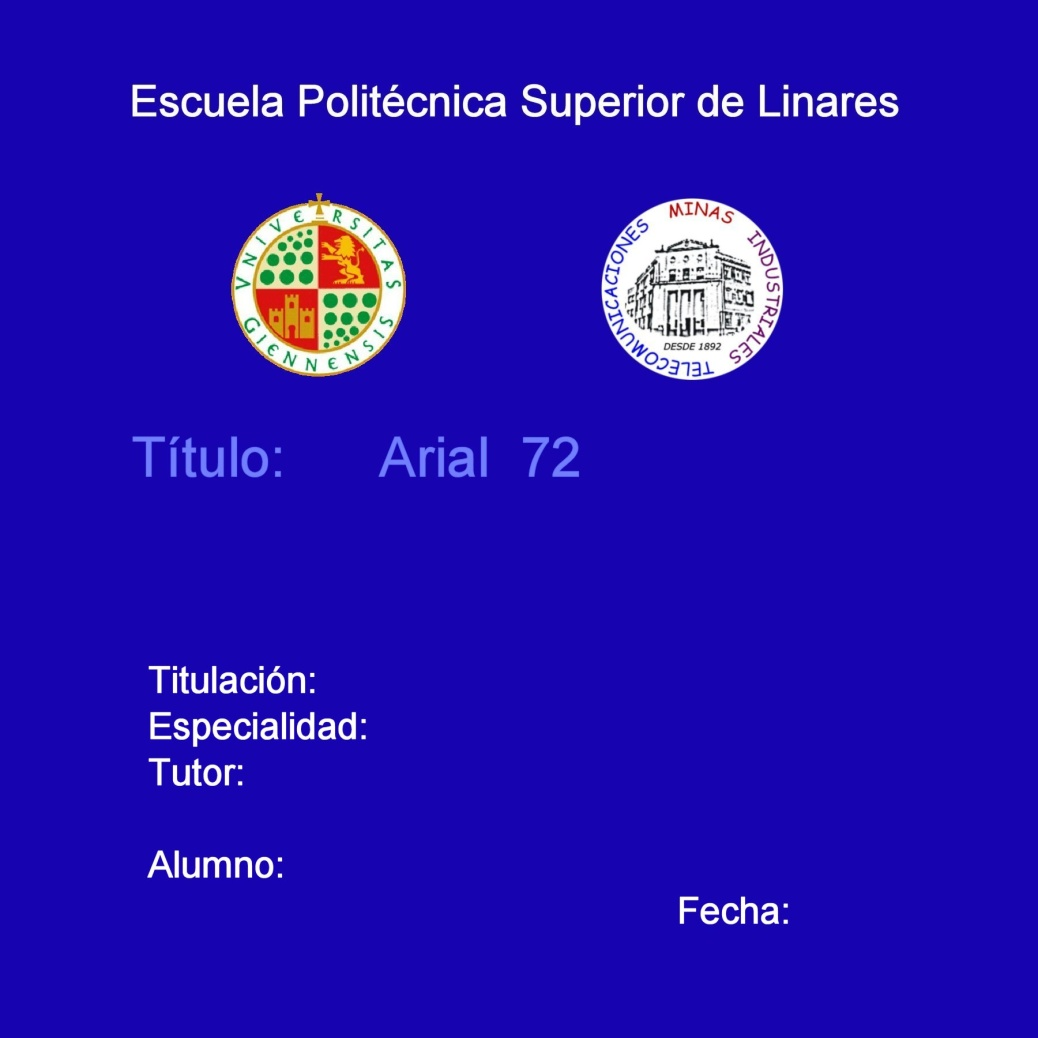 Escuela Politécnica Superior de Linares
VNIVERSITAS GIENNENSIS
TELECOMUNICACIONES MINAS INDUSTRIALES
DESDE 1892
Título: Arial 72
Titulación:
Especialidad:
Tutor:
Alumno:
Fecha: